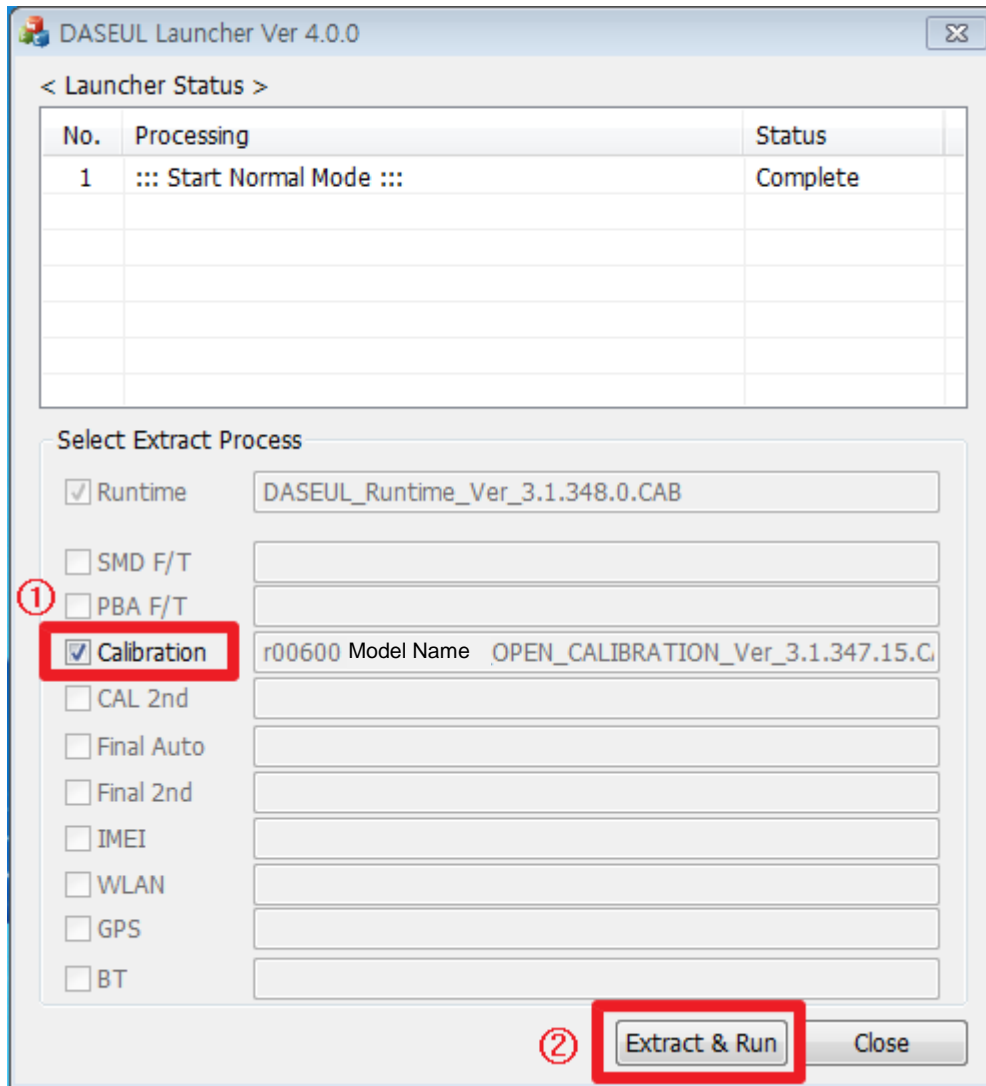 DASEUL Launcher Ver 4.0.0
< Launcher Status >
No. Processing Status
1 ::: Start Normal Mode ::: Complete
Select Extract Process
Runtime DASEUL_Runtime_Ver_3.1.348.0.CAB
SMD F/T
① PBA F/T
Calibration r00600 Model Name _OPEN_CALIBRATION_Ver_3.1.347.15.CA
CAL 2nd
Final Auto
Final 2nd
IMEI
WLAN
GPS
BT
② Extract & Run Close